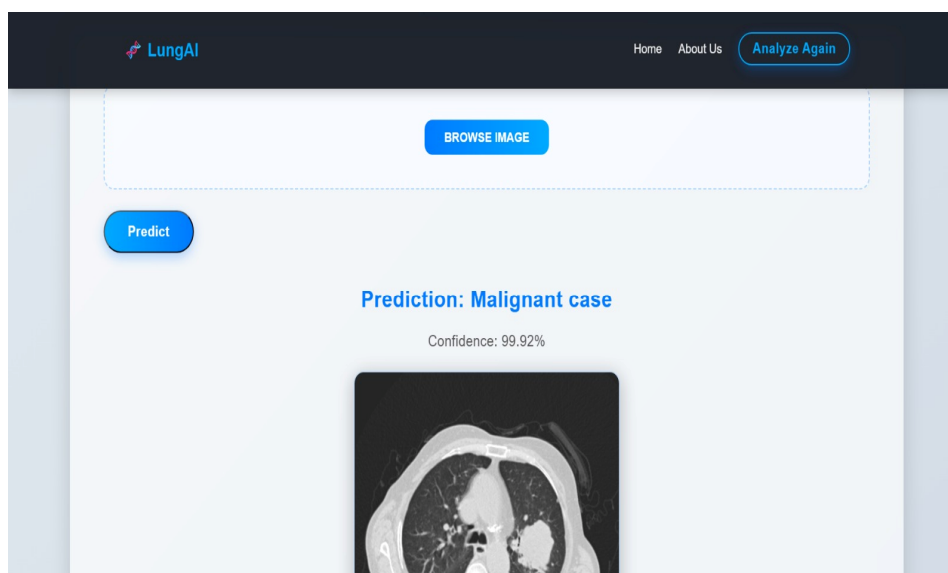 LungAI
Home About Us Analyze Again
BROWSE IMAGE
Predict
Prediction: Malignant case
Confidence: 99.92%